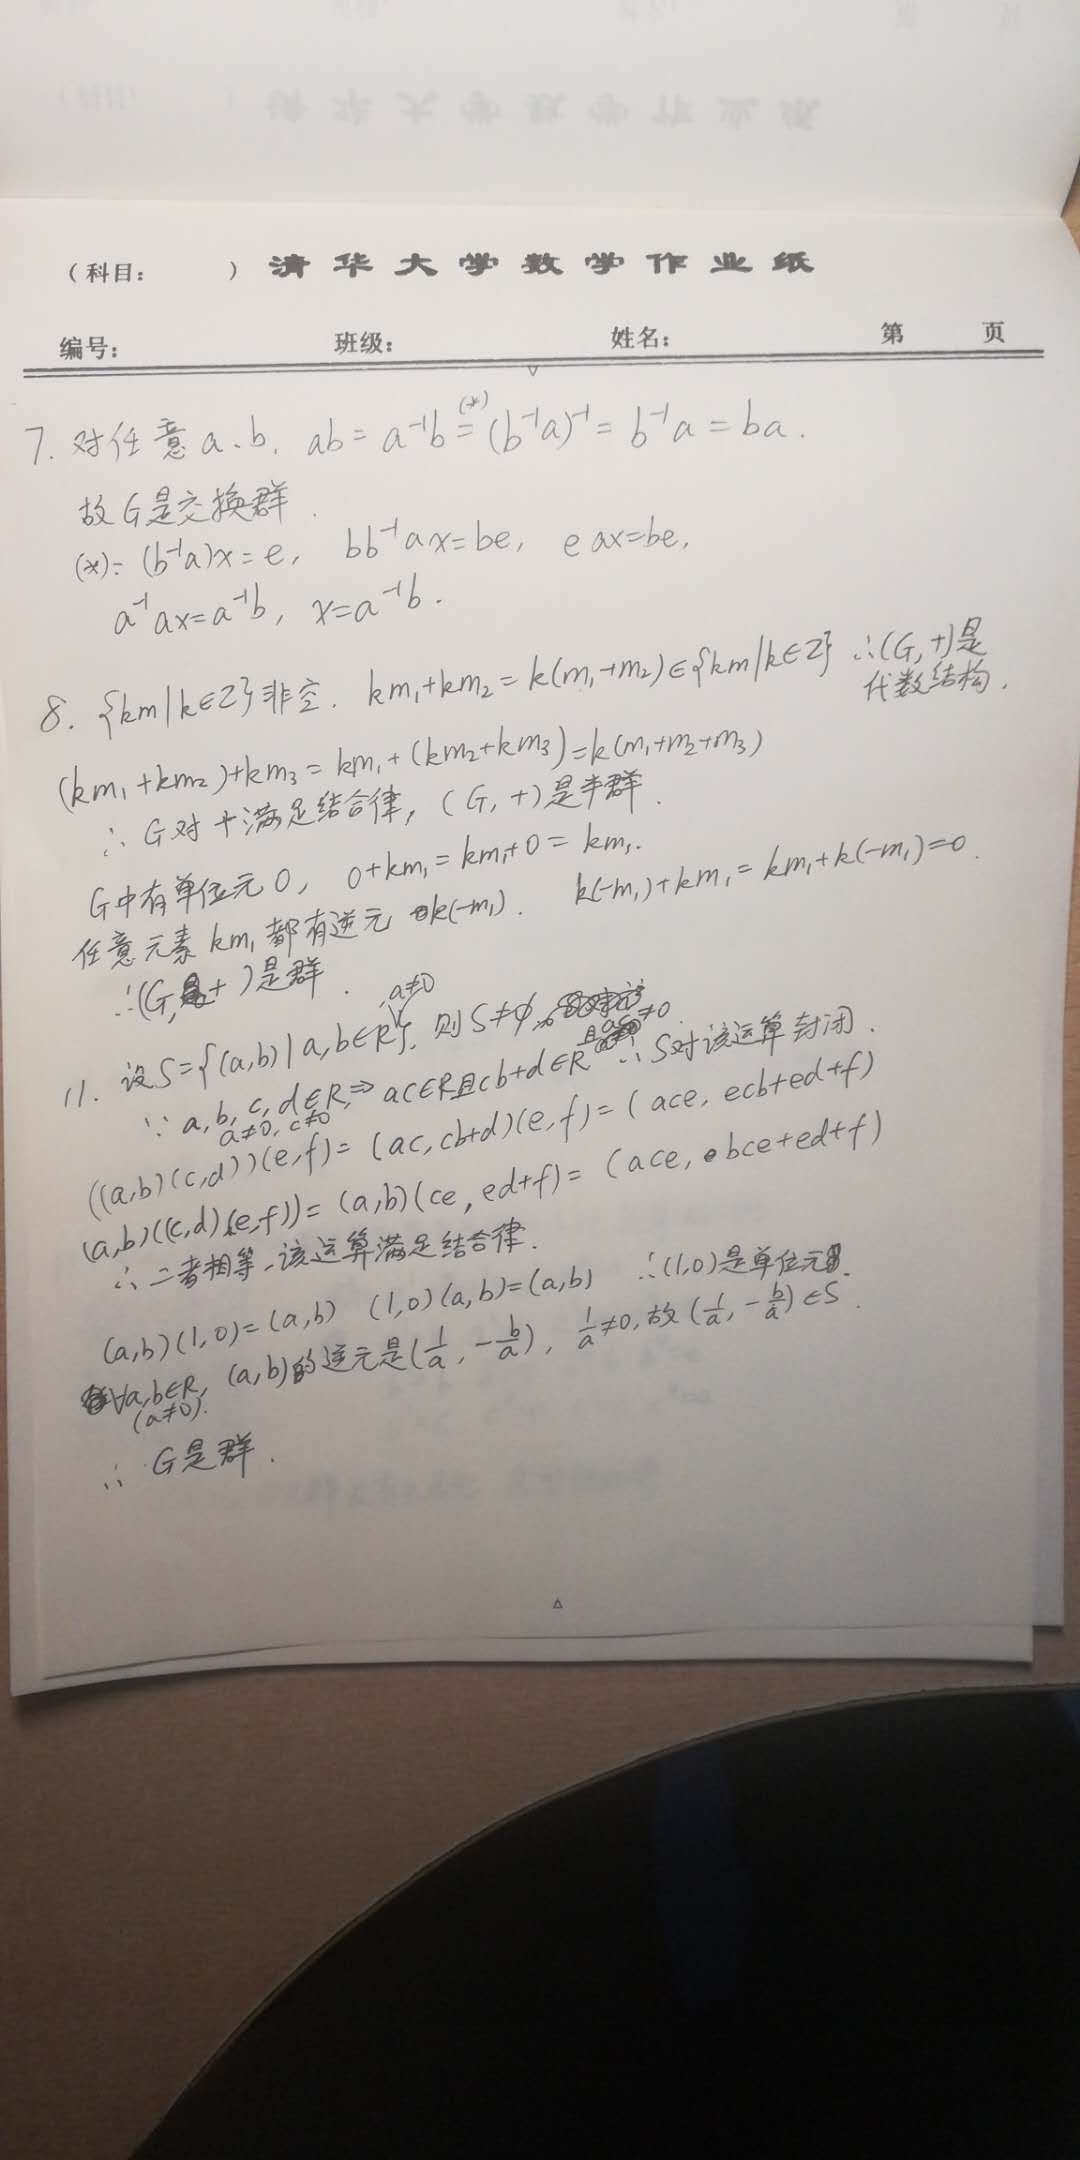 (科目: ) 清华大学数学作业纸
编号: 班级: 姓名: 第 页
7. 对任意 a、b, ab = a⁻¹b (*)= (b⁻¹a)⁻¹ = b⁻¹a = ba.
故 G是交换群.
(*): (b⁻¹a)x=e, bb⁻¹ax=be, eax=be,
a⁻¹ax=a⁻¹b, x=a⁻¹b.
8. {km|k∈Z}非空. km₁+km₂=k(m₁+m₂)∈{km|k∈Z} ∴(G,+)是
代数结构.
(km₁+km₂)+km₃=km₁+(km₂+km₃)=k(m₁+m₂+m₃)
∴ G对+满足结合律, (G,+)是半群.
G中有单位元0, 0+km₁=km₁+0=km₁.
任意元素 km₁ 都有逆元 k(-m₁). k(-m₁)+km₁=km₁+k(-m₁)=0.
∴(G,+)是群.
11. 设S={(a,b)|a,b∈R, a≠0}, 则S≠∅.
∵ a,b,c,d∈R, a≠0, c≠0 ⇒ ac∈R且cb+d∈R 且ac≠0 ∴S对该运算封闭.
((a,b)(c,d))(e,f)=(ac,cb+d)(e,f)=(ace, ecb+ed+f)
(a,b)((c,d)(e,f))=(a,b)(ce,ed+f)=(ace, bce+ed+f)
∴二者相等,该运算满足结合律.
(a,b)(1,0)=(a,b) (1,0)(a,b)=(a,b) ∴(1,0)是单位元.
∀a,b∈R, (a≠0). (a,b)的逆元是(1/a, -b/a), 1/a≠0,故(1/a, -b/a)∈S.
∴ G是群.